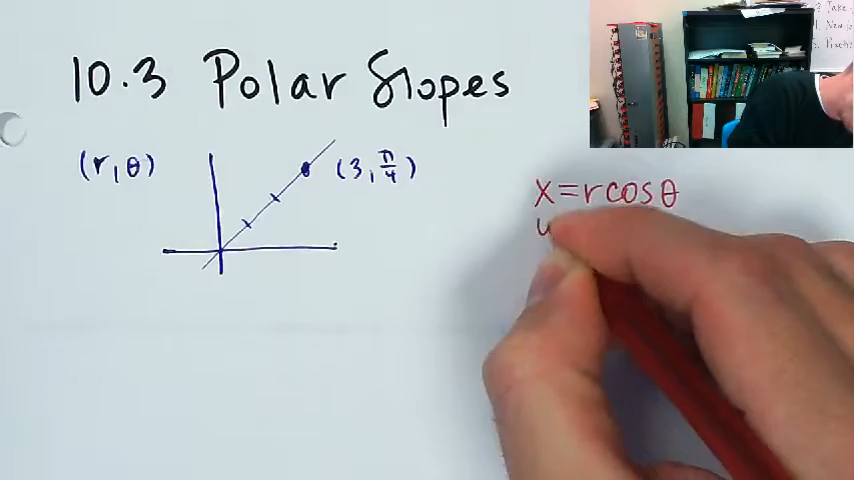 10.3 Polar Slopes
(r, θ)
(3, π/4)
x = r cos θ